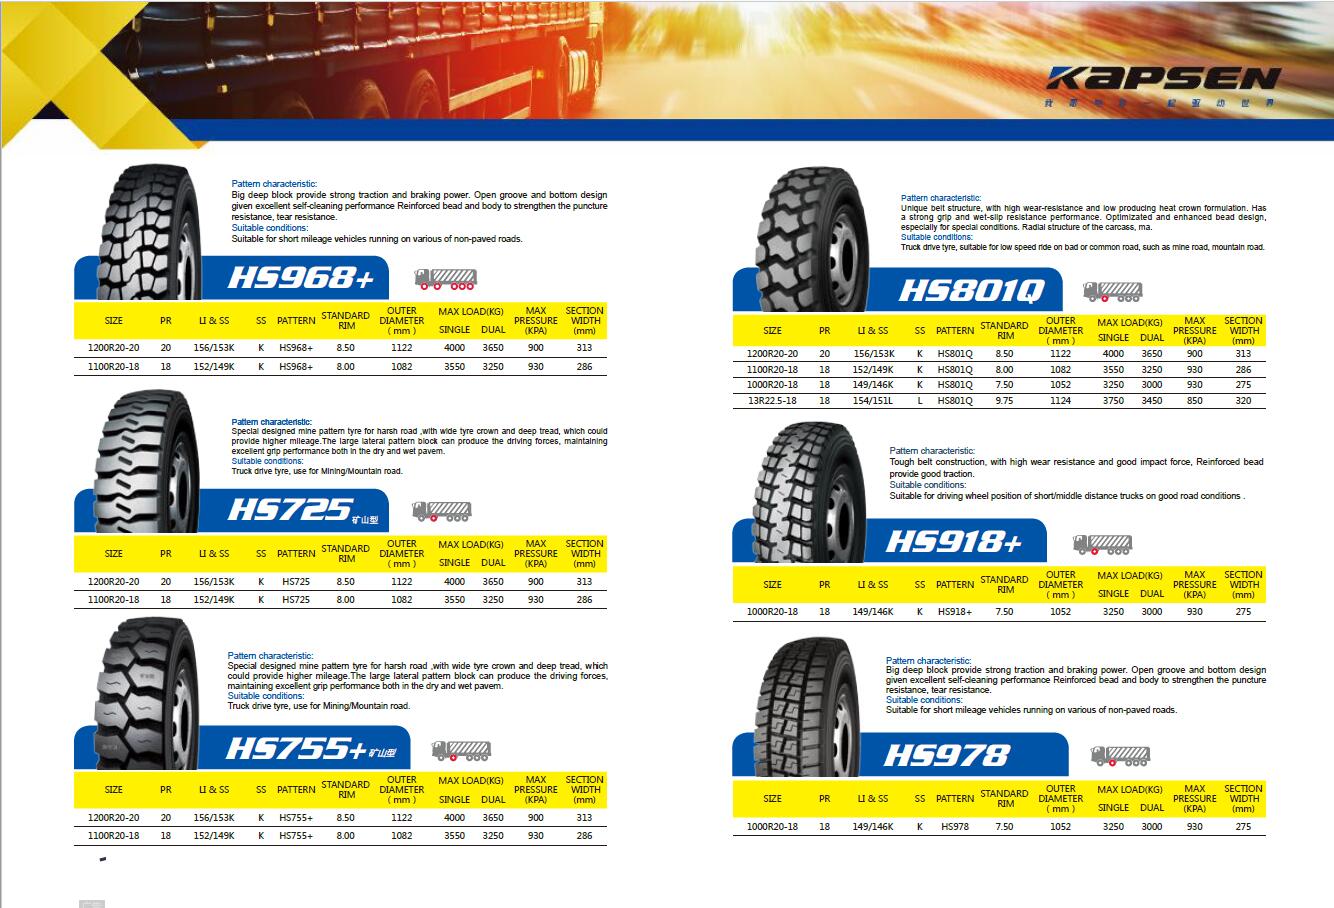 KAPSEN
我 驱 一 起 驱 动 世 界
Pattern characteristic:
Big deep block provide strong traction and braking power. Open groove and bottom design
given excellent self-cleaning performance Reinforced bead and body to strengthen the puncture
resistance, tear resistance.
Suitable conditions:
Suitable for short mileage vehicles running on various of non-paved roads.
HS968+
SIZE PR LI & SS SS PATTERN STANDARD RIM OUTER DIAMETER ( mm ) MAX LOAD(KG) SINGLE DUAL MAX PRESSURE (KPA) SECTION WIDTH (mm)
1200R20-20 20 156/153K K HS968+ 8.50 1122 4000 3650 900 313
1100R20-18 18 152/149K K HS968+ 8.00 1082 3550 3250 930 286
Pattern characteristic:
Special designed mine pattern tyre for harsh road ,with wide tyre crown and deep tread, which could
provide higher mileage.The large lateral pattern block can produce the driving forces, maintaining
excellent grip performance both in the dry and wet pavem.
Suitable conditions:
Truck drive tyre, use for Mining/Mountain road.
HS725 矿山型
SIZE PR LI & SS SS PATTERN STANDARD RIM OUTER DIAMETER ( mm ) MAX LOAD(KG) SINGLE DUAL MAX PRESSURE (KPA) SECTION WIDTH (mm)
1200R20-20 20 156/153K K HS725 8.50 1122 4000 3650 900 313
1100R20-18 18 152/149K K HS725 8.00 1082 3550 3250 930 286
Pattern characteristic:
Special designed mine pattern tyre for harsh road ,with wide tyre crown and deep tread, which
could provide higher mileage.The large lateral pattern block can produce the driving forces,
maintaining excellent grip performance both in the dry and wet pavem.
Suitable conditions:
Truck drive tyre, use for Mining/Mountain road.
HS755+ 矿山型
SIZE PR LI & SS SS PATTERN STANDARD RIM OUTER DIAMETER ( mm ) MAX LOAD(KG) SINGLE DUAL MAX PRESSURE (KPA) SECTION WIDTH (mm)
1200R20-20 20 156/153K K HS755+ 8.50 1122 4000 3650 900 313
1100R20-18 18 152/149K K HS755+ 8.00 1082 3550 3250 930 286
Pattern characteristic:
Unique belt structure, with high wear-resistance and low producing heat crown formulation. Has
a strong grip and wet-slip resistance performance. Optimizated and enhanced bead design,
especially for special conditions. Radial structure of the carcass, ma.
Suitable conditions:
Truck drive tyre, suitable for low speed ride on bad or common road, such as mine road, mountain road.
HS801Q
SIZE PR LI & SS SS PATTERN STANDARD RIM OUTER DIAMETER ( mm ) MAX LOAD(KG) SINGLE DUAL MAX PRESSURE (KPA) SECTION WIDTH (mm)
1200R20-20 20 156/153K K HS801Q 8.50 1122 4000 3650 900 313
1100R20-18 18 152/149K K HS801Q 8.00 1082 3550 3250 930 286
1000R20-18 18 149/146K K HS801Q 7.50 1052 3250 3000 930 275
13R22.5-18 18 154/151L L HS801Q 9.75 1124 3750 3450 850 320
Pattern characteristic:
Tough belt construction, with high wear resistance and good impact force, Reinforced bead
provide good traction.
Suitable conditions:
Suitable for driving wheel position of short/middle distance trucks on good road conditions .
HS918+
SIZE PR LI & SS SS PATTERN STANDARD RIM OUTER DIAMETER ( mm ) MAX LOAD(KG) SINGLE DUAL MAX PRESSURE (KPA) SECTION WIDTH (mm)
1000R20-18 18 149/146K K HS918+ 7.50 1052 3250 3000 930 275
Pattern characteristic:
Big deep block provide strong traction and braking power. Open groove and bottom design
given excellent self-cleaning performance Reinforced bead and body to strengthen the puncture
resistance, tear resistance.
Suitable conditions:
Suitable for short mileage vehicles running on various of non-paved roads.
HS978
SIZE PR LI & SS SS PATTERN STANDARD RIM OUTER DIAMETER ( mm ) MAX LOAD(KG) SINGLE DUAL MAX PRESSURE (KPA) SECTION WIDTH (mm)
1000R20-18 18 149/146K K HS978 7.50 1052 3250 3000 930 275